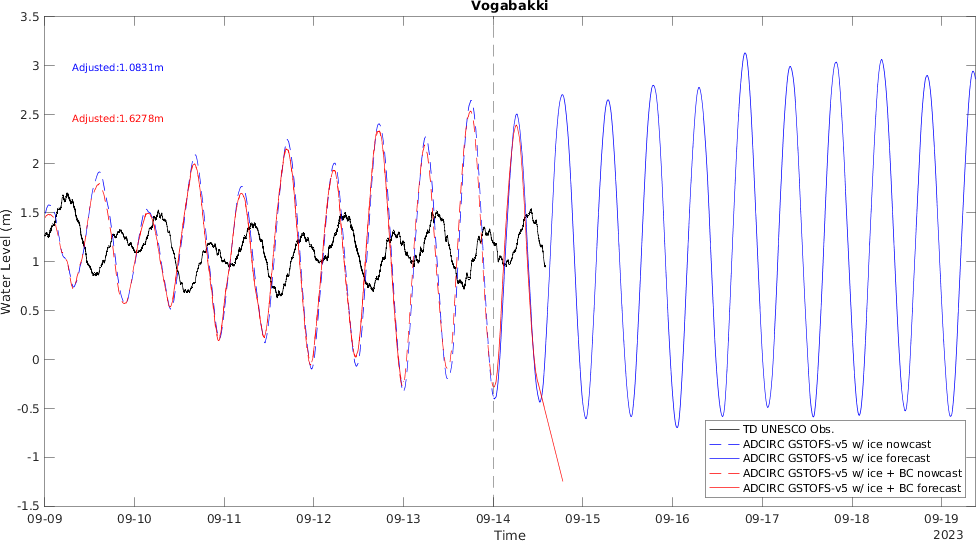 Vogabakki
3.5
3
2.5
2
1.5
1
0.5
0
-0.5
-1
-1.5
Water Level (m)
Adjusted:1.0831m
Adjusted:1.6278m
TD UNESCO Obs.
ADCIRC GSTOFS-v5 w/ ice nowcast
ADCIRC GSTOFS-v5 w/ ice forecast
ADCIRC GSTOFS-v5 w/ ice + BC nowcast
ADCIRC GSTOFS-v5 w/ ice + BC forecast
09-09 09-10 09-11 09-12 09-13 09-14 09-15 09-16 09-17 09-18 09-19
Time
2023